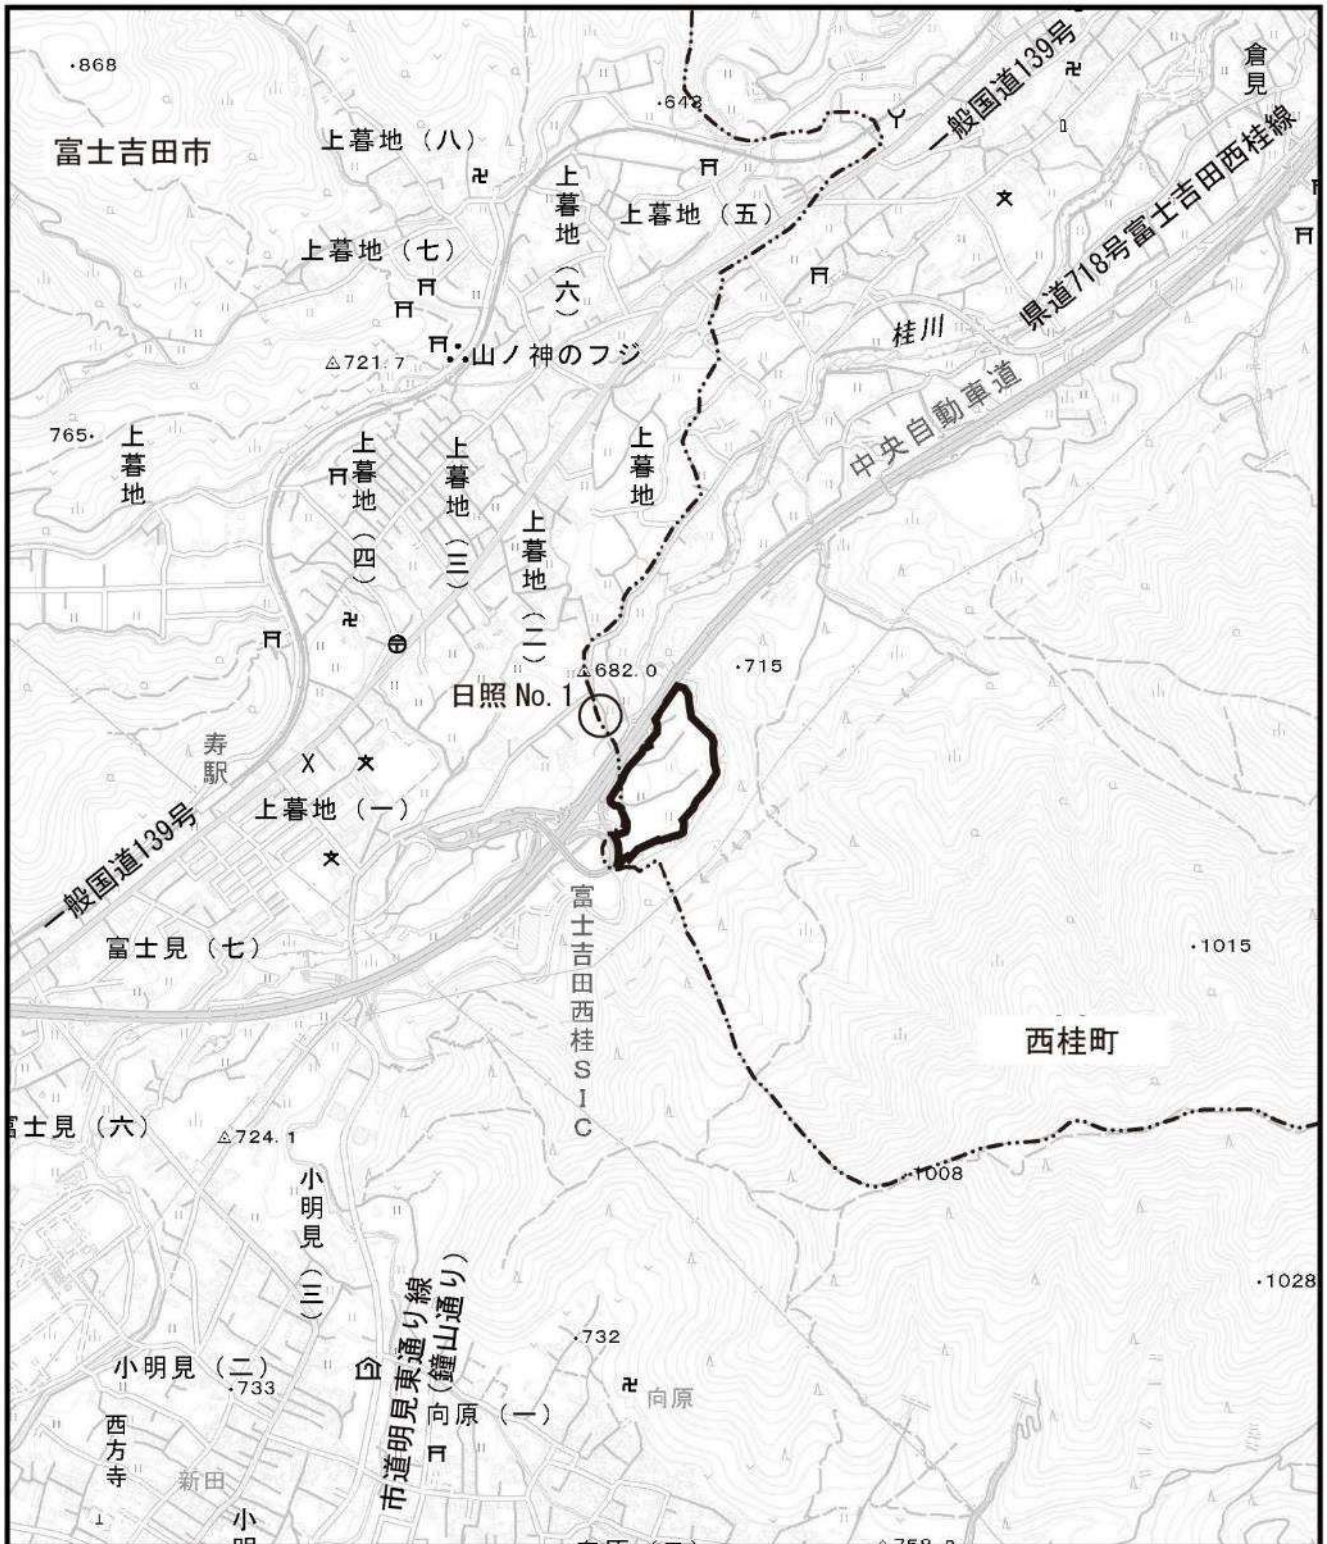 ・868
富士吉田市
上暮地（八）
・648
一般国道139号
倉見
上暮地（六）
上暮地（五）
県道718号富士吉田西桂線
上暮地（七）
桂川
山ノ神のフジ
△721.7
中央自動車道
765・
上暮地
上暮地（四）
上暮地（三）
上暮地（二）
上暮地
△682.0
・715
日照 No.1
寿駅
上暮地（一）
一般国道139号
富士見（七）
富士吉田西桂SIC
・1015
西桂町
富士見（六）
△724.1
小明見（三）
・1008
・1028
市道明見東通り線
（鐘山通り）
・732
小明見（二）
・733
向原
向原（一）
西方寺
新田